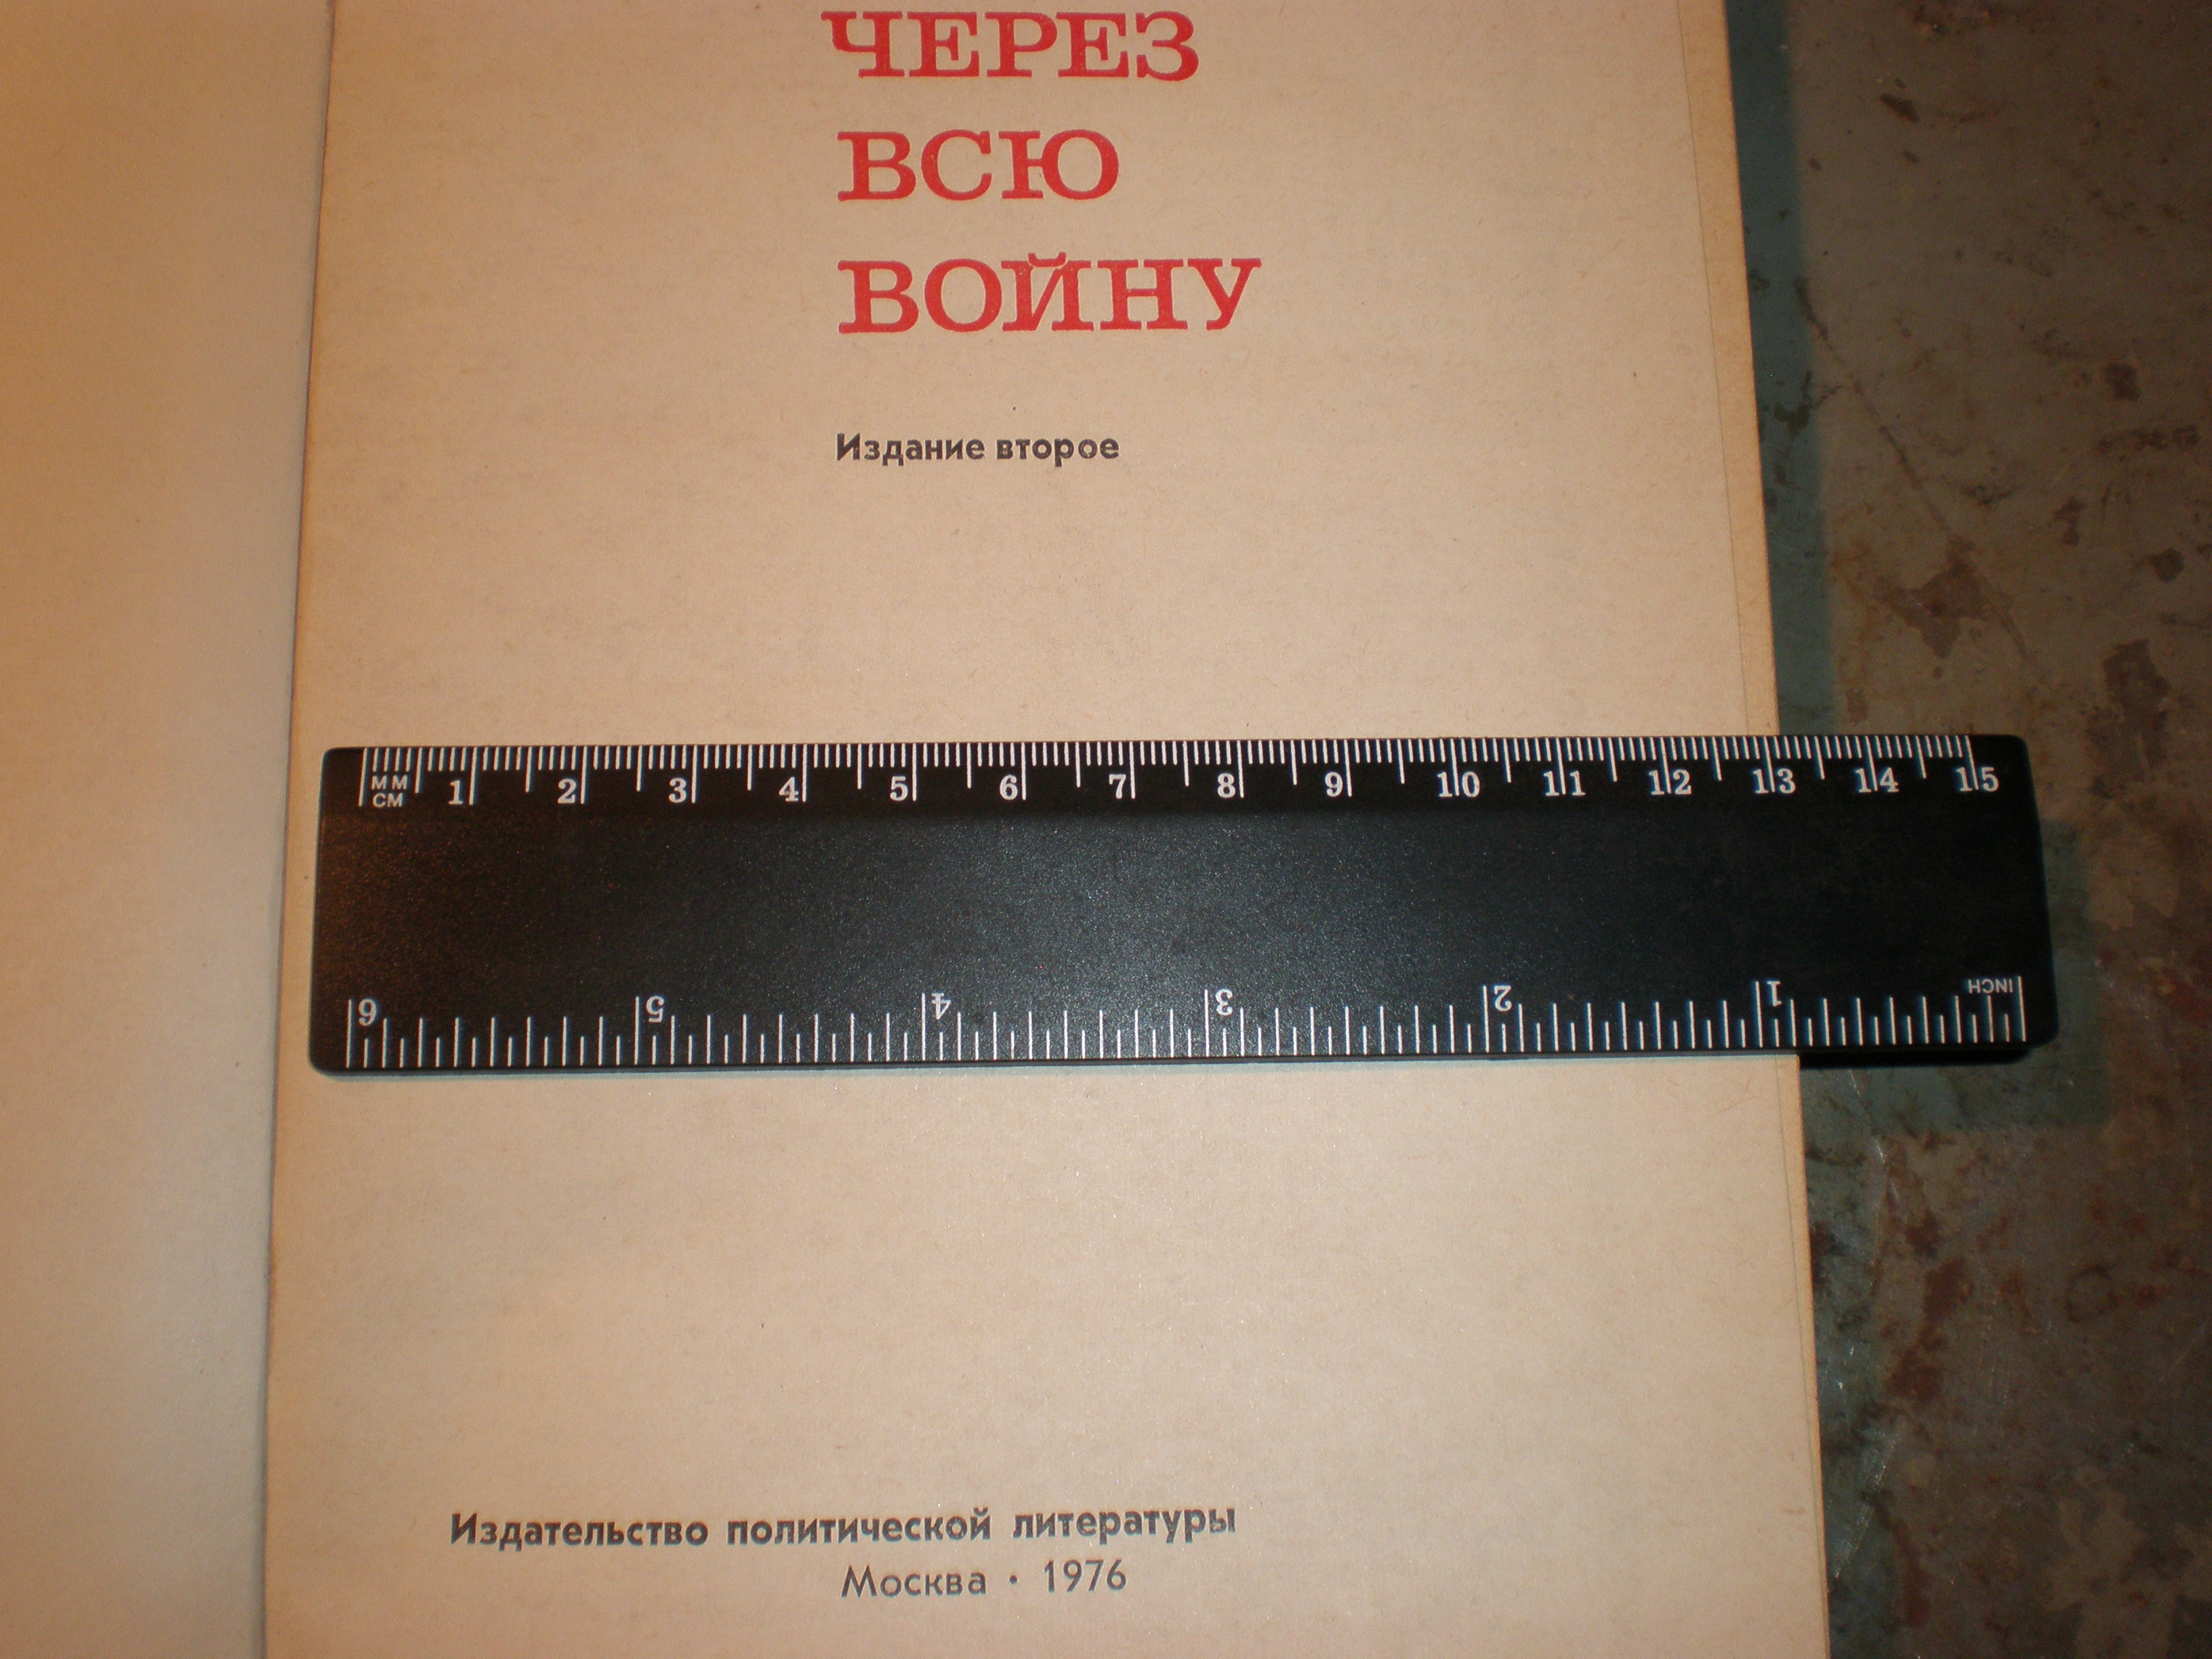 ЧЕРЕЗ
ВСЮ
ВОЙНУ
Издание второе
MM
CM
1 2 3 4 5 6 7 8 9 10 11 12 13 14 15
INCH 1 2 3 4 5 6
Издательство политической литературы
Москва · 1976